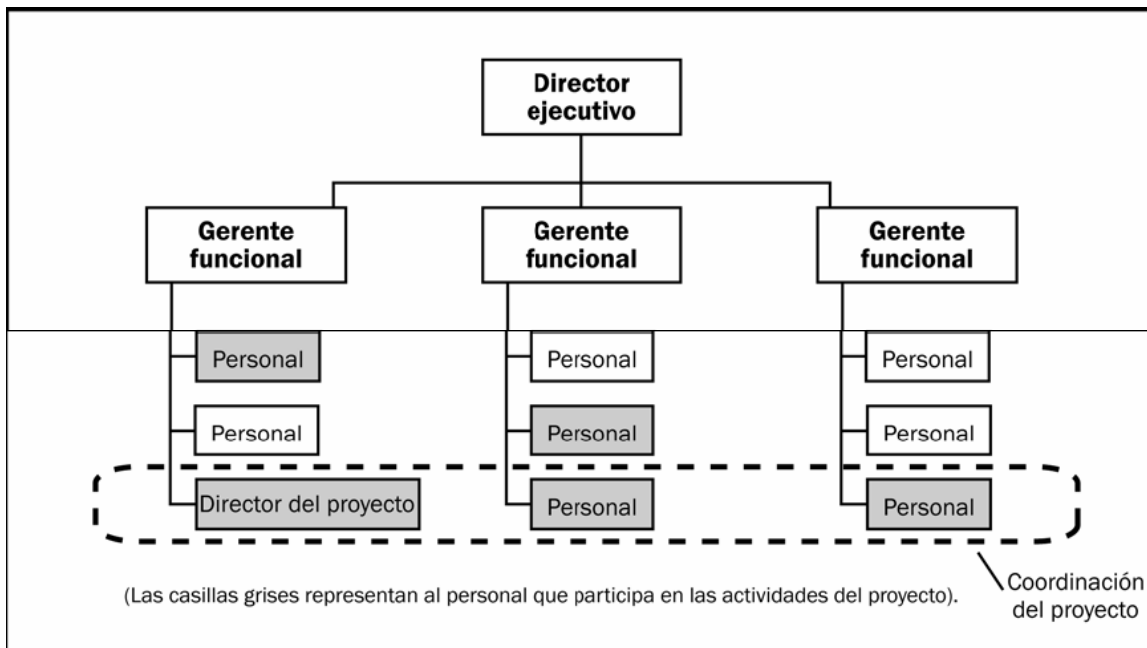 Director
ejecutivo
Gerente
funcional
Gerente
funcional
Gerente
funcional
Personal
Personal
Personal
Personal
Personal
Personal
Director del proyecto
Personal
Personal
(Las casillas grises representan al personal que participa en las actividades del proyecto).
Coordinación
del proyecto